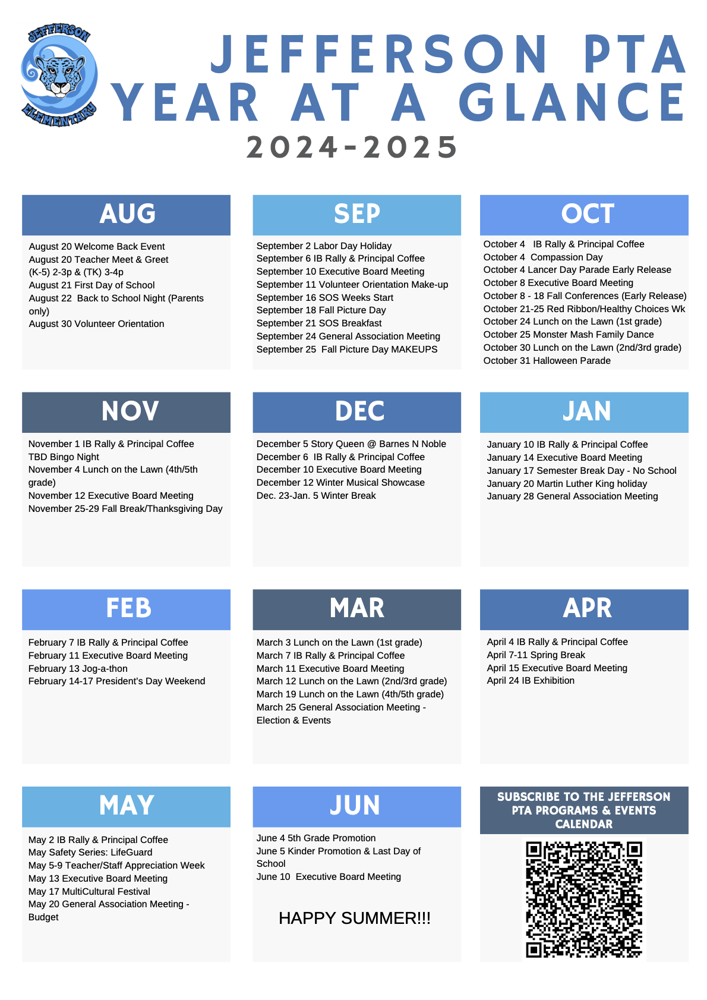 JEFFERSON
ELEMENTARY
JEFFERSON PTA
YEAR AT A GLANCE
2024-2025
AUG
August 20 Welcome Back Event
August 20 Teacher Meet & Greet
(K-5) 2-3p & (TK) 3-4p
August 21 First Day of School
August 22  Back to School Night (Parents
only)
August 30 Volunteer Orientation
SEP
September 2 Labor Day Holiday
September 6 IB Rally & Principal Coffee
September 10 Executive Board Meeting
September 11 Volunteer Orientation Make-up
September 16 SOS Weeks Start
September 18 Fall Picture Day
September 21 SOS Breakfast
September 24 General Association Meeting
September 25  Fall Picture Day MAKEUPS
OCT
October 4   IB Rally & Principal Coffee
October 4  Compassion Day
October 4 Lancer Day Parade Early Release
October 8 Executive Board Meeting
October 8 - 18 Fall Conferences (Early Release)
October 21-25 Red Ribbon/Healthy Choices Wk
October 24 Lunch on the Lawn (1st grade)
October 25 Monster Mash Family Dance
October 30 Lunch on the Lawn (2nd/3rd grade)
October 31 Halloween Parade
NOV
November 1 IB Rally & Principal Coffee
TBD Bingo Night
November 4 Lunch on the Lawn (4th/5th
grade)
November 12 Executive Board Meeting
November 25-29 Fall Break/Thanksgiving Day
DEC
December 5 Story Queen @ Barnes N Noble
December 6  IB Rally & Principal Coffee
December 10 Executive Board Meeting
December 12 Winter Musical Showcase
Dec. 23-Jan. 5 Winter Break
JAN
January 10 IB Rally & Principal Coffee
January 14 Executive Board Meeting
January 17 Semester Break Day - No School
January 20 Martin Luther King holiday
January 28 General Association Meeting
FEB
February 7 IB Rally & Principal Coffee
February 11 Executive Board Meeting
February 13 Jog-a-thon
February 14-17 President's Day Weekend
MAR
March 3 Lunch on the Lawn (1st grade)
March 7 IB Rally & Principal Coffee
March 11 Executive Board Meeting
March 12 Lunch on the Lawn (2nd/3rd grade)
March 19 Lunch on the Lawn (4th/5th grade)
March 25 General Association Meeting -
Election & Events
APR
April 4 IB Rally & Principal Coffee
April 7-11 Spring Break
April 15 Executive Board Meeting
April 24 IB Exhibition
MAY
May 2 IB Rally & Principal Coffee
May Safety Series: LifeGuard
May 5-9 Teacher/Staff Appreciation Week
May 13 Executive Board Meeting
May 17 MultiCultural Festival
May 20 General Association Meeting -
Budget
JUN
June 4 5th Grade Promotion
June 5 Kinder Promotion & Last Day of
School
June 10  Executive Board Meeting
HAPPY SUMMER!!!
SUBSCRIBE TO THE JEFFERSON
PTA PROGRAMS & EVENTS
CALENDAR